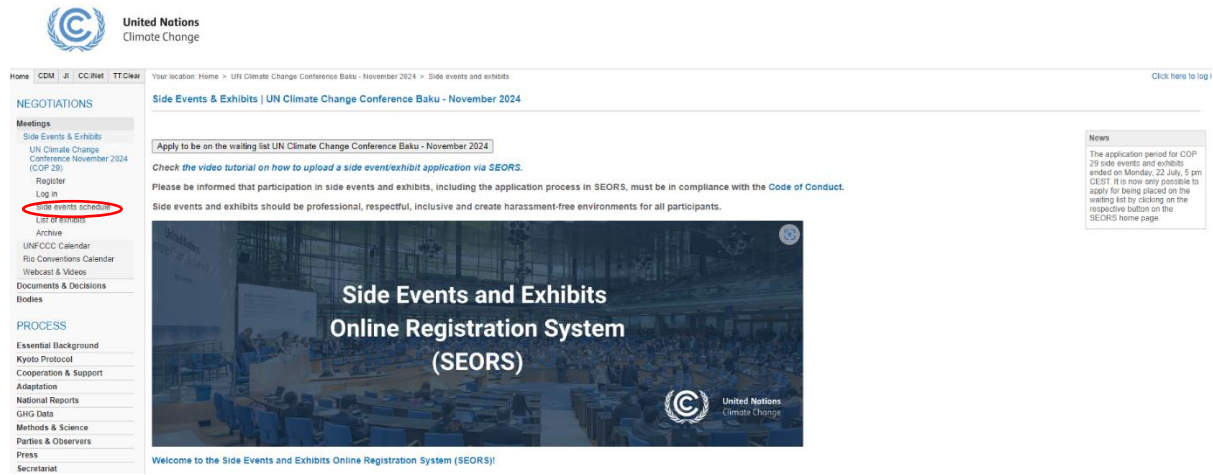 United Nations
Climate Change
Home CDM JI CC:iNet TT:Clear
Your location: Home > UN Climate Change Conference Baku - November 2024 > Side events and exhibits
Click here to log i
NEGOTIATIONS
Meetings
Side Events & Exhibits
UN Climate Change
Conference November 2024
(COP 29)
Register
Log in
Side events schedule
List of exhibits
Archive
UNFCCC Calendar
Rio Conventions Calendar
Webcast & Videos
Documents & Decisions
Bodies
PROCESS
Essential Background
Kyoto Protocol
Cooperation & Support
Adaptation
National Reports
GHG Data
Methods & Science
Parties & Observers
Press
Secretariat
Side Events & Exhibits | UN Climate Change Conference Baku - November 2024
Apply to be on the waiting list UN Climate Change Conference Baku - November 2024
Check the video tutorial on how to upload a side event/exhibit application via SEORS.
Please be informed that participation in side events and exhibits, including the application process in SEORS, must be in compliance with the Code of Conduct.
Side events and exhibits should be professional, respectful, inclusive and create harassment-free environments for all participants.
Side Events and Exhibits
Online Registration System
(SEORS)
United Nations
Climate Change
Welcome to the Side Events and Exhibits Online Registration System (SEORS)!
News
The application period for COP
29 side events and exhibits
ended on Monday, 22 July, 5 pm
CEST. It is now only possible to
apply for being placed on the
waiting list by clicking on the
respective button on the
SEORS home page.